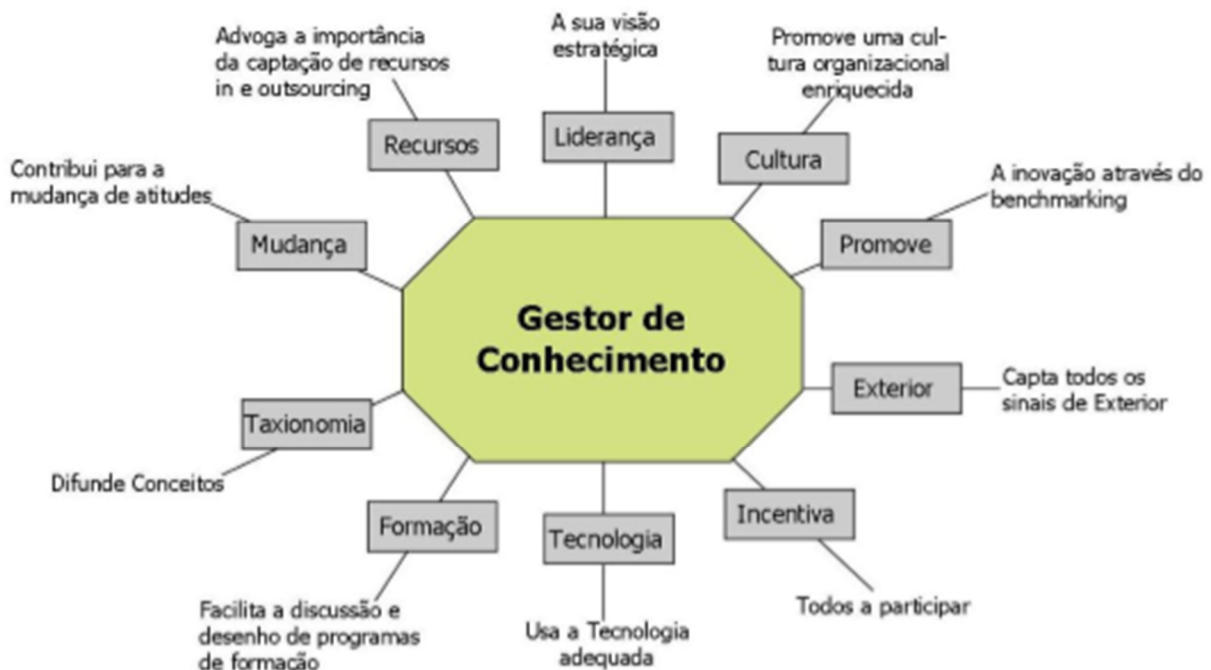 A sua visão
estratégica
Liderança
Promove uma cul-
tura organizacional
enriquecida
Cultura
A inovação através do
benchmarking
Promove
Capta todos os
sinais de Exterior
Exterior
Todos a participar
Incentiva
Usa a Tecnologia
adequada
Tecnologia
Facilita a discussão e
desenho de programas
de formação
Formação
Difunde Conceitos
Taxionomia
Contribui para a
mudança de atitudes
Mudança
Advoga a importância
da captação de recursos
in e outsourcing
Recursos
Gestor de
Conhecimento